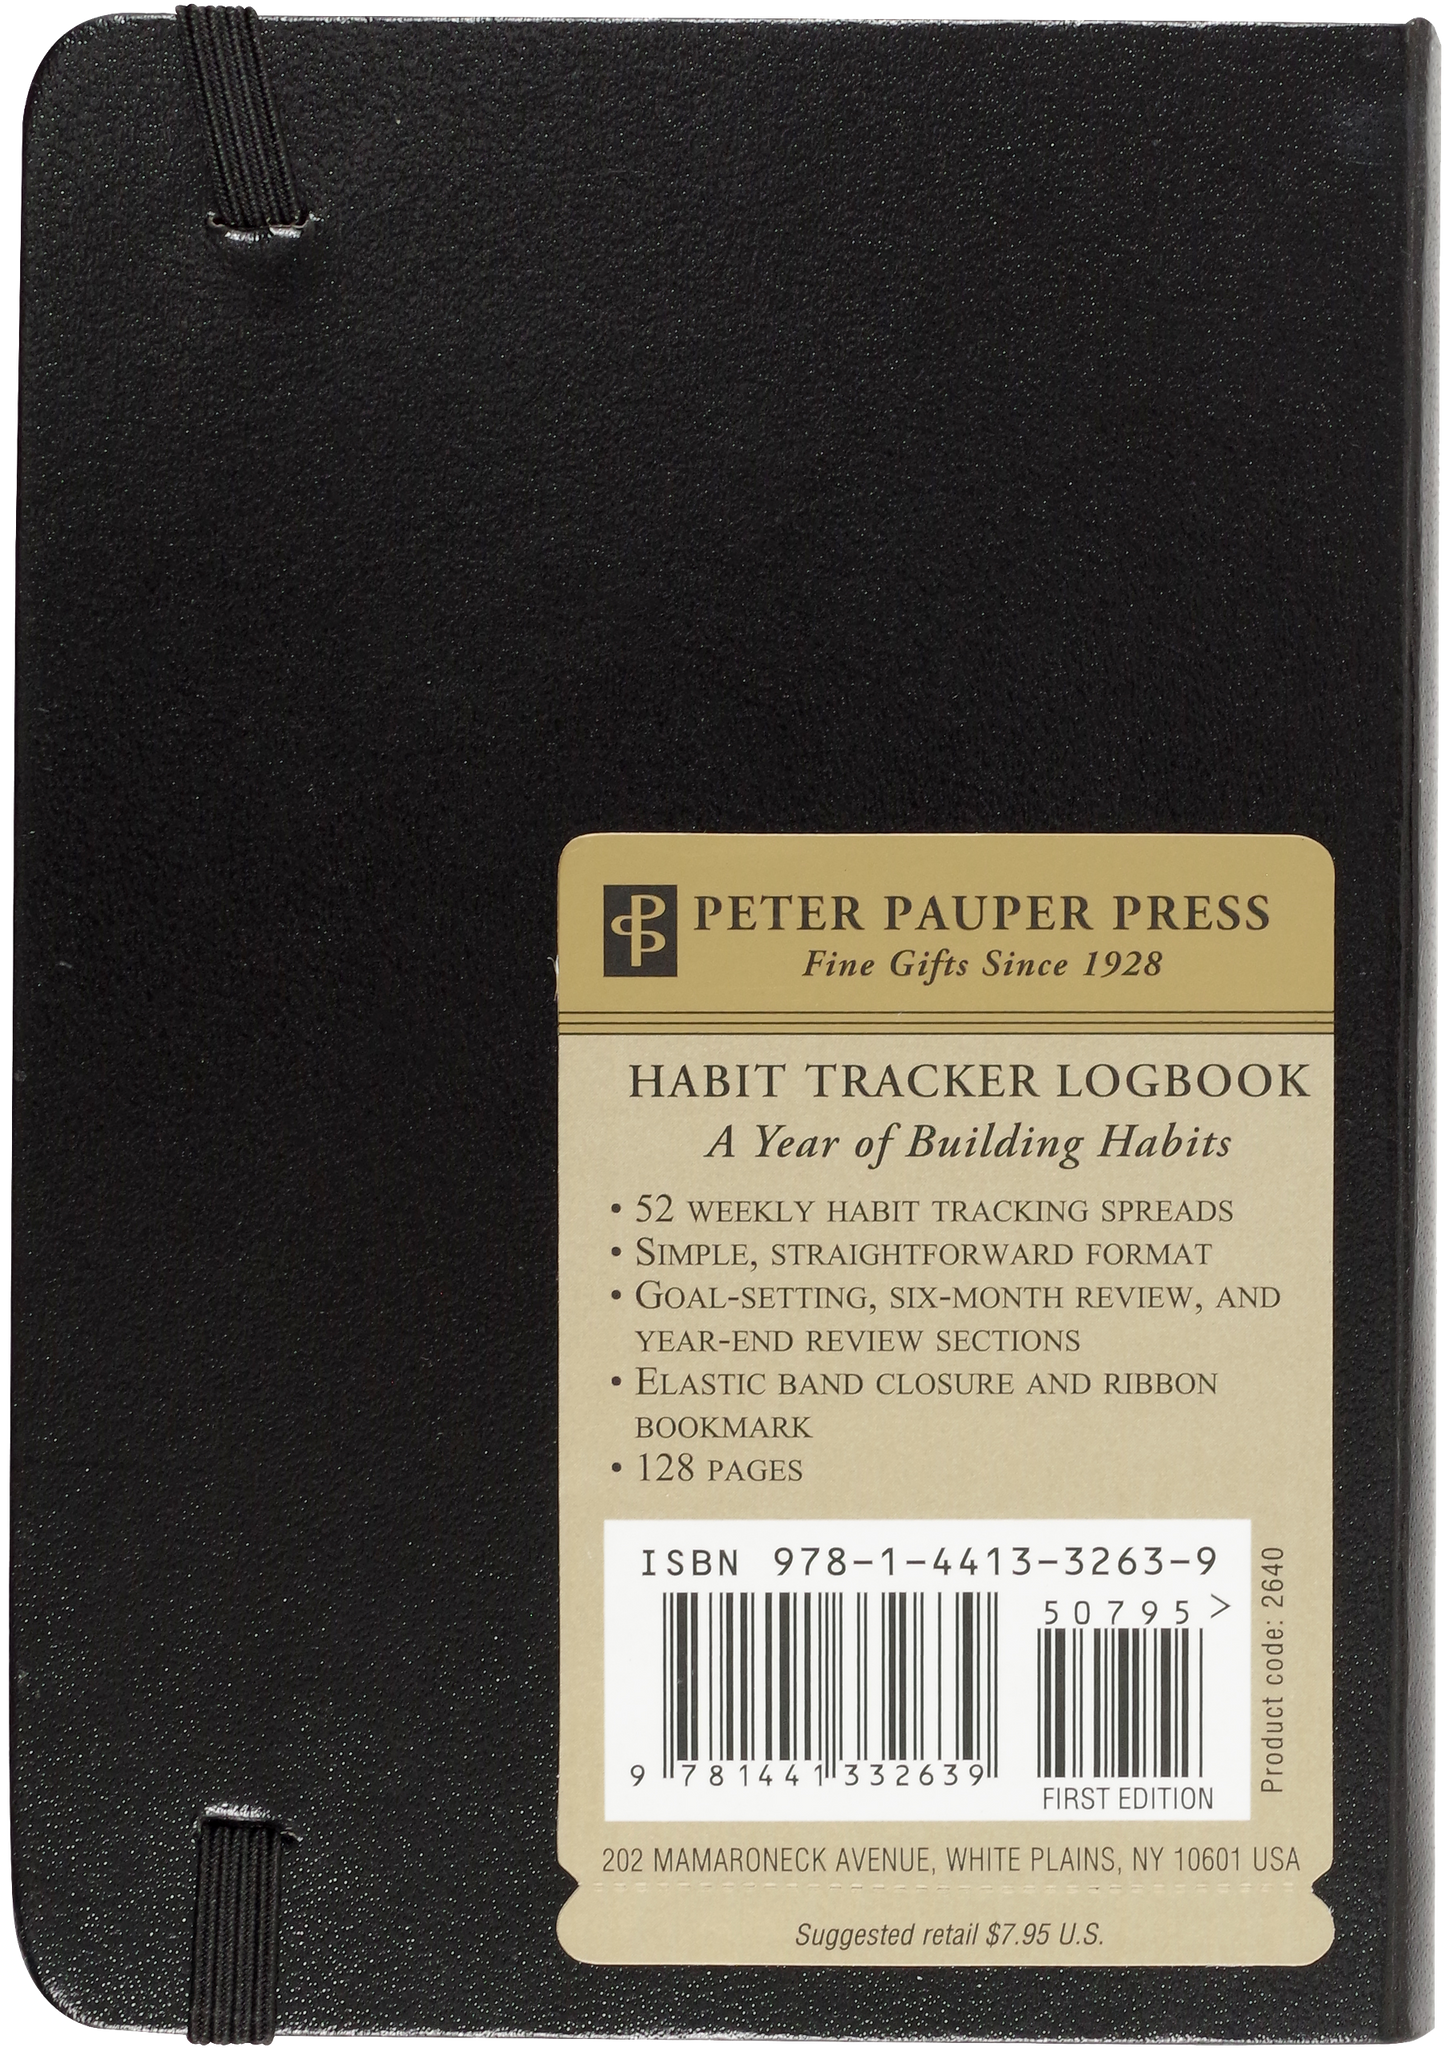 PETER PAUPER PRESS
Fine Gifts Since 1928
HABIT TRACKER LOGBOOK
A Year of Building Habits
• 52 WEEKLY HABIT TRACKING SPREADS
• SIMPLE, STRAIGHTFORWARD FORMAT
• GOAL-SETTING, SIX-MONTH REVIEW, AND
YEAR-END REVIEW SECTIONS
• ELASTIC BAND CLOSURE AND RIBBON
BOOKMARK
• 128 PAGES
ISBN 978-1-4413-3263-9
50795 >
9 781441 332639
FIRST EDITION
Product code: 2640
202 MAMARONECK AVENUE, WHITE PLAINS, NY 10601 USA
Suggested retail $7.95 U.S.